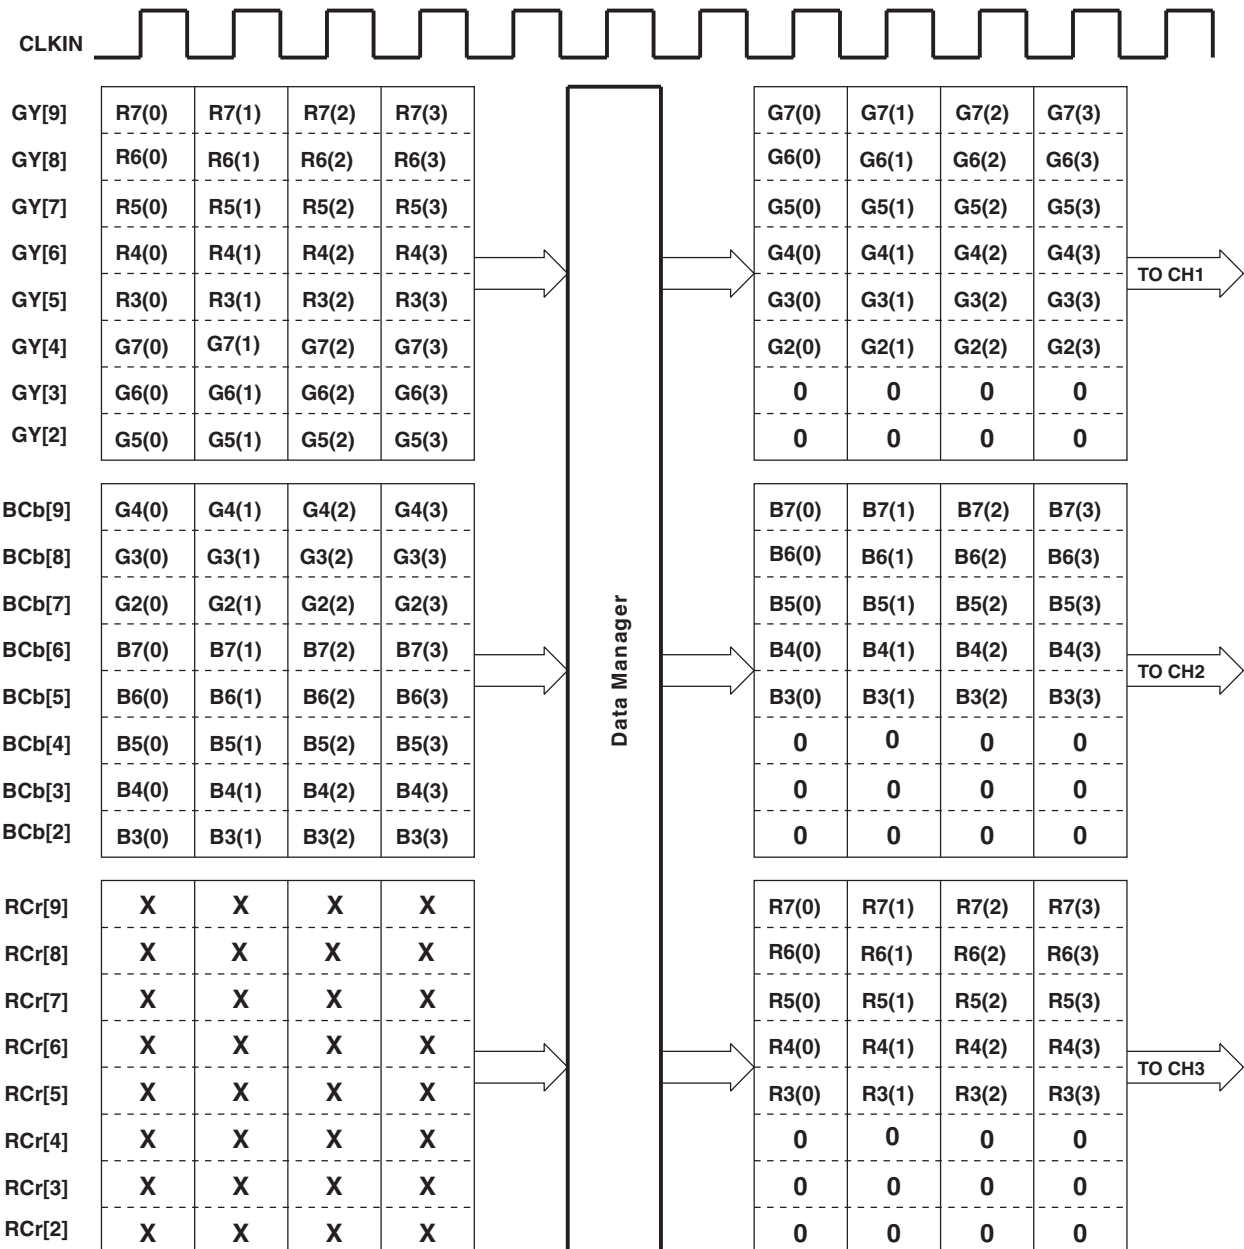 CLKIN
GY[9] R7(0) R7(1) R7(2) R7(3) G7(0) G7(1) G7(2) G7(3)
GY[8] R6(0) R6(1) R6(2) R6(3) G6(0) G6(1) G6(2) G6(3)
GY[7] R5(0) R5(1) R5(2) R5(3) G5(0) G5(1) G5(2) G5(3)
GY[6] R4(0) R4(1) R4(2) R4(3) G4(0) G4(1) G4(2) G4(3)
TO CH1
GY[5] R3(0) R3(1) R3(2) R3(3) G3(0) G3(1) G3(2) G3(3)
GY[4] G7(0) G7(1) G7(2) G7(3) G2(0) G2(1) G2(2) G2(3)
GY[3] G6(0) G6(1) G6(2) G6(3) 0 0 0 0
GY[2] G5(0) G5(1) G5(2) G5(3) 0 0 0 0
BCb[9] G4(0) G4(1) G4(2) G4(3) B7(0) B7(1) B7(2) B7(3)
BCb[8] G3(0) G3(1) G3(2) G3(3) B6(0) B6(1) B6(2) B6(3)
BCb[7] G2(0) G2(1) G2(2) G2(3) B5(0) B5(1) B5(2) B5(3)
BCb[6] B7(0) B7(1) B7(2) B7(3) B4(0) B4(1) B4(2) B4(3)
Data Manager
TO CH2
BCb[5] B6(0) B6(1) B6(2) B6(3) B3(0) B3(1) B3(2) B3(3)
BCb[4] B5(0) B5(1) B5(2) B5(3) 0 0 0 0
BCb[3] B4(0) B4(1) B4(2) B4(3) 0 0 0 0
BCb[2] B3(0) B3(1) B3(2) B3(3) 0 0 0 0
RCr[9] X X X X R7(0) R7(1) R7(2) R7(3)
RCr[8] X X X X R6(0) R6(1) R6(2) R6(3)
RCr[7] X X X X R5(0) R5(1) R5(2) R5(3)
RCr[6] X X X X R4(0) R4(1) R4(2) R4(3)
TO CH3
RCr[5] X X X X R3(0) R3(1) R3(2) R3(3)
RCr[4] X X X X 0 0 0 0
RCr[3] X X X X 0 0 0 0
RCr[2] X X X X 0 0 0 0